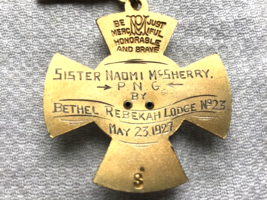 BE JUST
MERCIFUL
HONORABLE
AND BRAVE
SISTER NAOMI McSHERRY.
P.N.G.
BY
BETHEL REBEKAH LODGE No 23
MAY 23, 1927
S